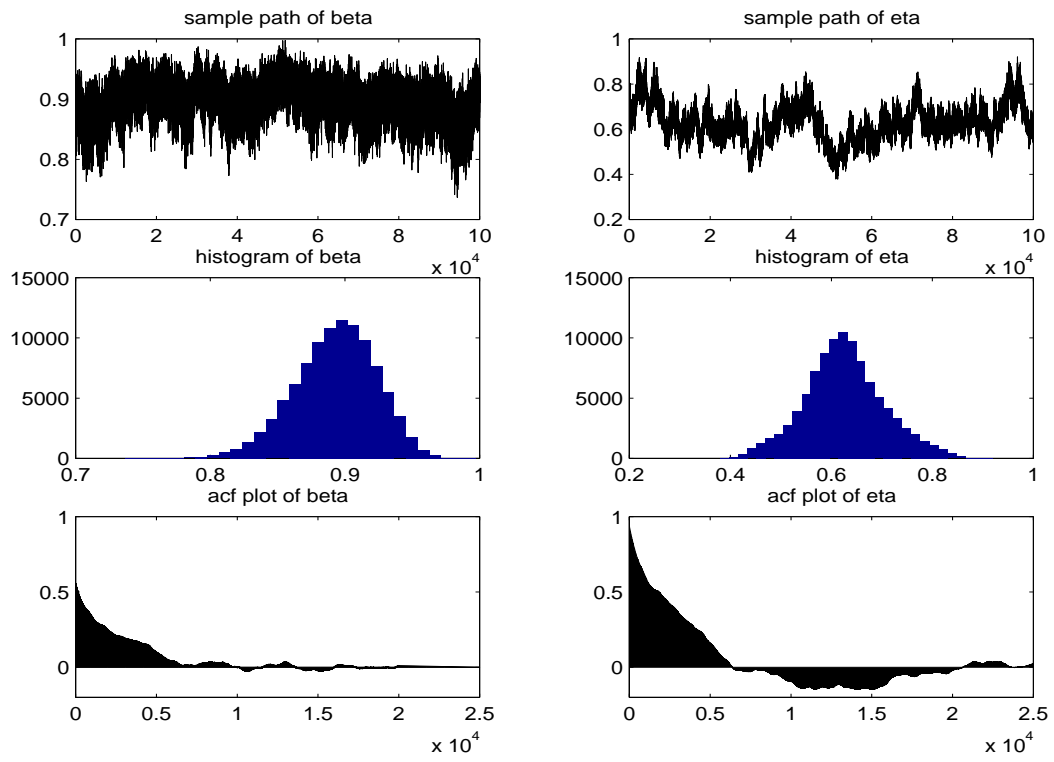 sample path of beta
1
0.9
0.8
0.7
0 2 4 6 8 10
x 10^4
sample path of eta
1
0.8
0.6
0.4
0.2
0 2 4 6 8 10
x 10^4
histogram of beta
15000
10000
5000
0
0.7 0.8 0.9 1
histogram of eta
15000
10000
5000
0
0.2 0.4 0.6 0.8 1
acf plot of beta
1
0.5
0
0 0.5 1 1.5 2 2.5
x 10^4
acf plot of eta
1
0.5
0
0 0.5 1 1.5 2 2.5
x 10^4